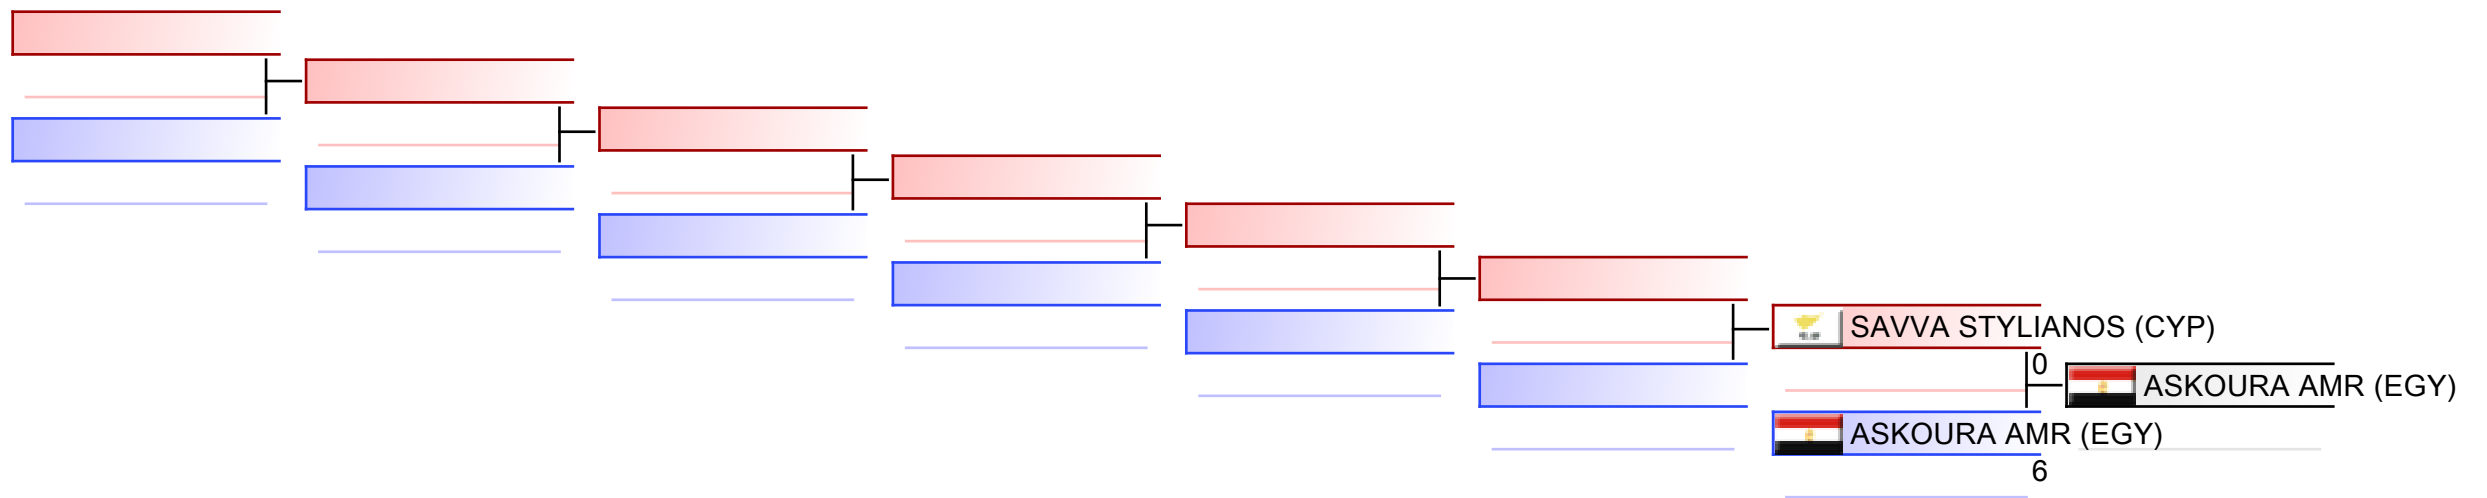 SAVVA STYLIANOS (CYP)
0
ASKOURA AMR (EGY)
ASKOURA AMR (EGY)
6